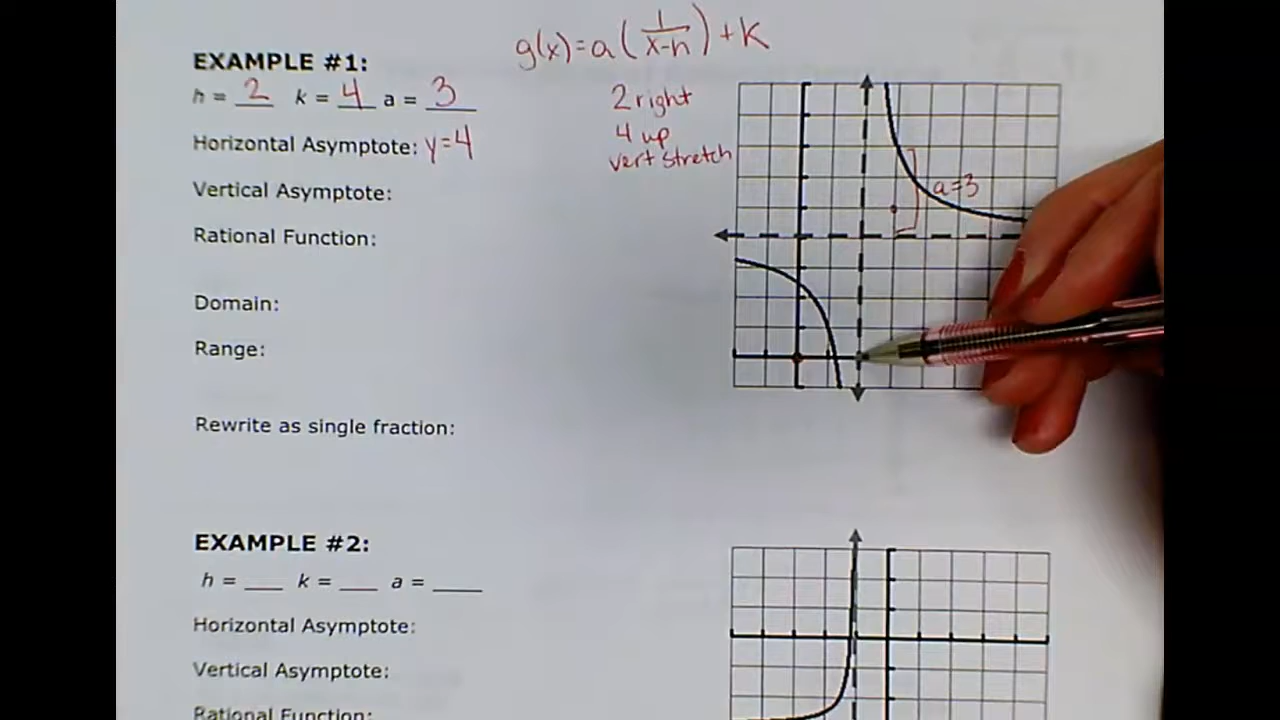 g(x)=a(1/x-h)+K
EXAMPLE #1:
h = 2 k = 4 a = 3
2 right
Horizontal Asymptote: y=4
4 up
vert stretch
Vertical Asymptote:
a=3
Rational Function:
Domain:
Range:
Rewrite as single fraction:
EXAMPLE #2:
h = ___ k = ___ a = ____
Horizontal Asymptote:
Vertical Asymptote:
Rational Function: